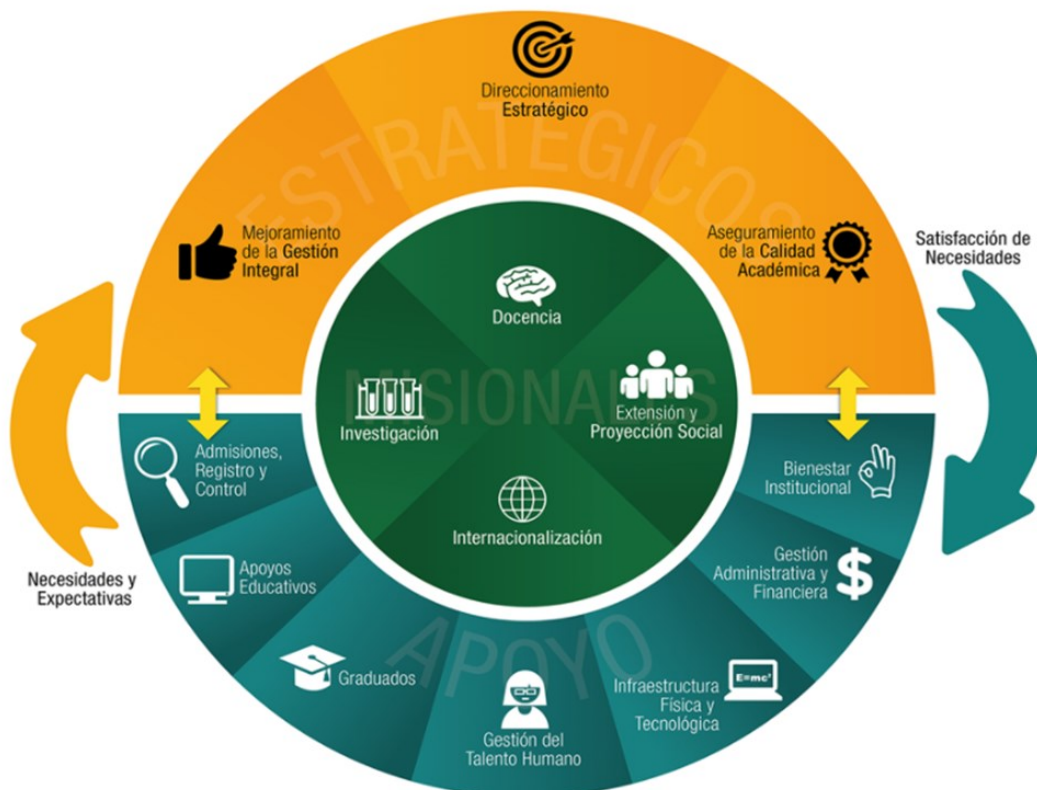 Direccionamiento
Estratégico
ESTRATÉGICOS
Mejoramiento
de la Gestión
Integral
Aseguramiento
de la Calidad
Académica
Satisfacción de
Necesidades
Docencia
MISIONALES
Investigación
Extensión y
Proyección Social
Internacionalización
Admisiones,
Registro y
Control
Bienestar
Institucional
Necesidades y
Expectativas
Apoyos
Educativos
Gestión
Administrativa y
Financiera
$
APOYO
Graduados
Gestión del
Talento Humano
Infraestructura
Física y
Tecnológica
E=mc²